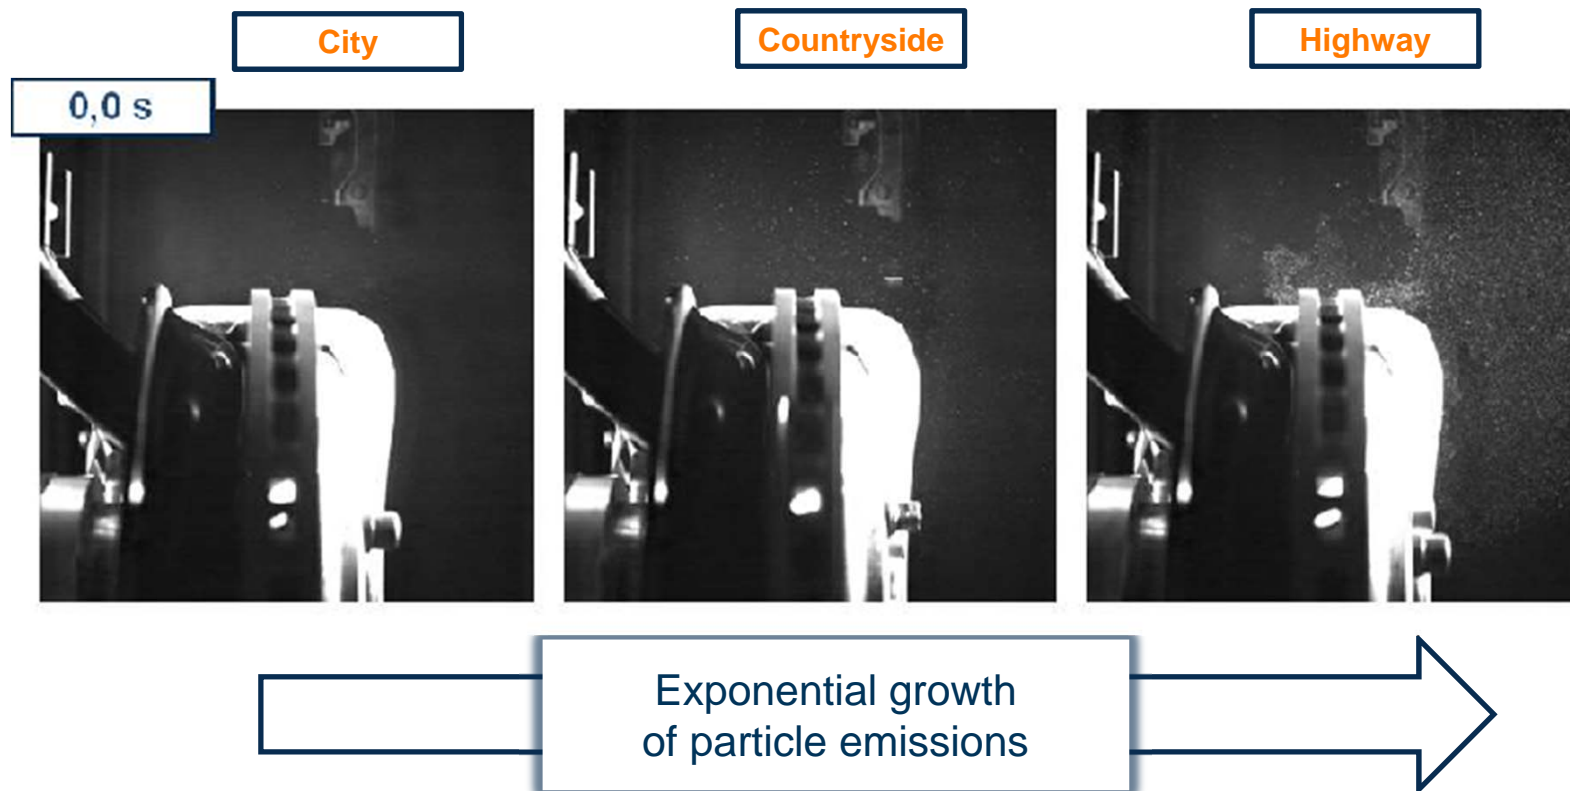 City
Countryside
Highway
0,0 s
Exponential growth
of particle emissions